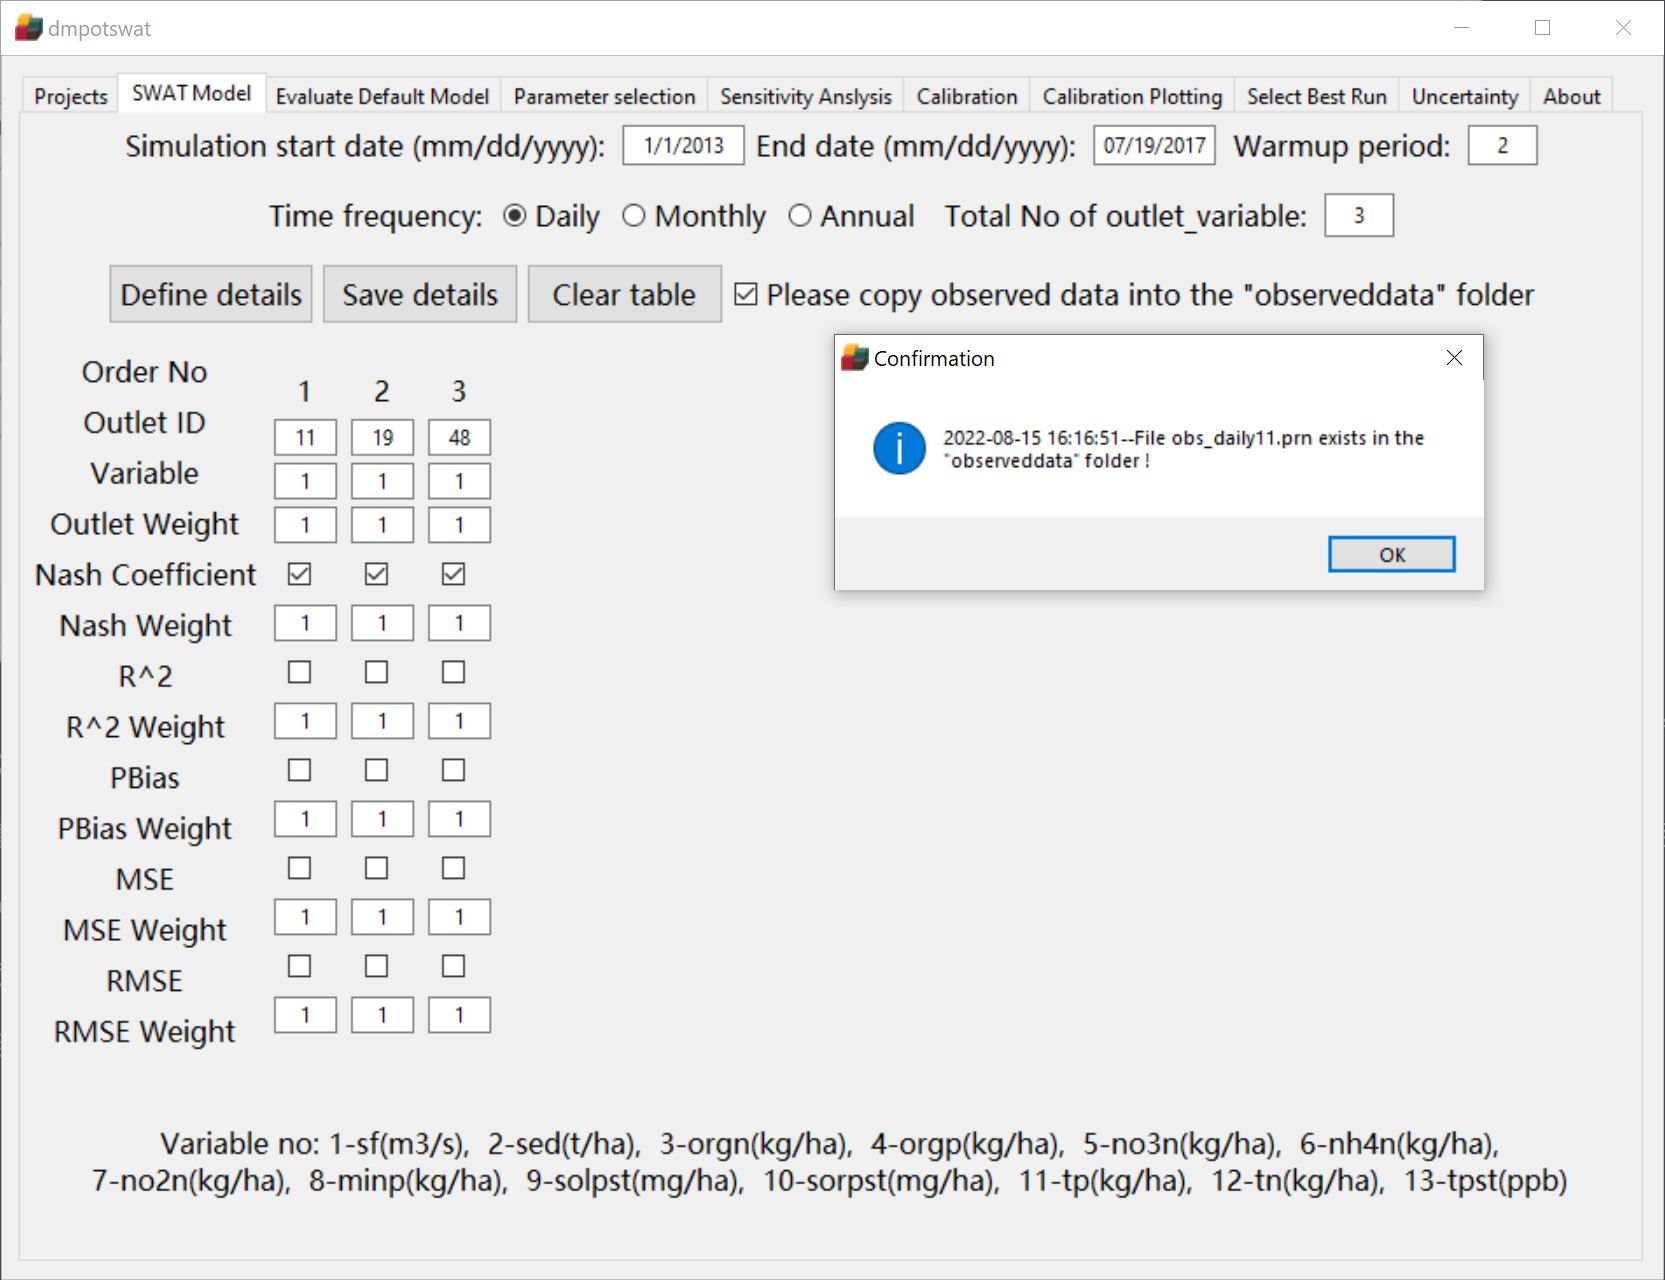 dmpotswat
Projects SWAT Model Evaluate Default Model Parameter selection Sensitivity Anslysis Calibration Calibration Plotting Select Best Run Uncertainty About
Simulation start date (mm/dd/yyyy): 1/1/2013 End date (mm/dd/yyyy): 07/19/2017 Warmup period: 2
Time frequency: Daily Monthly Annual Total No of outlet_variable: 3
Define details Save details Clear table Please copy observed data into the "observeddata" folder
Confirmation
2022-08-15 16:16:51--File obs_daily11.prn exists in the
"observeddata" folder !
OK
Order No 1 2 3
Outlet ID 11 19 48
Variable 1 1 1
Outlet Weight 1 1 1
Nash Coefficient
Nash Weight 1 1 1
R^2
R^2 Weight 1 1 1
PBias
PBias Weight 1 1 1
MSE
MSE Weight 1 1 1
RMSE
RMSE Weight 1 1 1
Variable no: 1-sf(m3/s), 2-sed(t/ha), 3-orgn(kg/ha), 4-orgp(kg/ha), 5-no3n(kg/ha), 6-nh4n(kg/ha),
7-no2n(kg/ha), 8-minp(kg/ha), 9-solpst(mg/ha), 10-sorpst(mg/ha), 11-tp(kg/ha), 12-tn(kg/ha), 13-tpst(ppb)